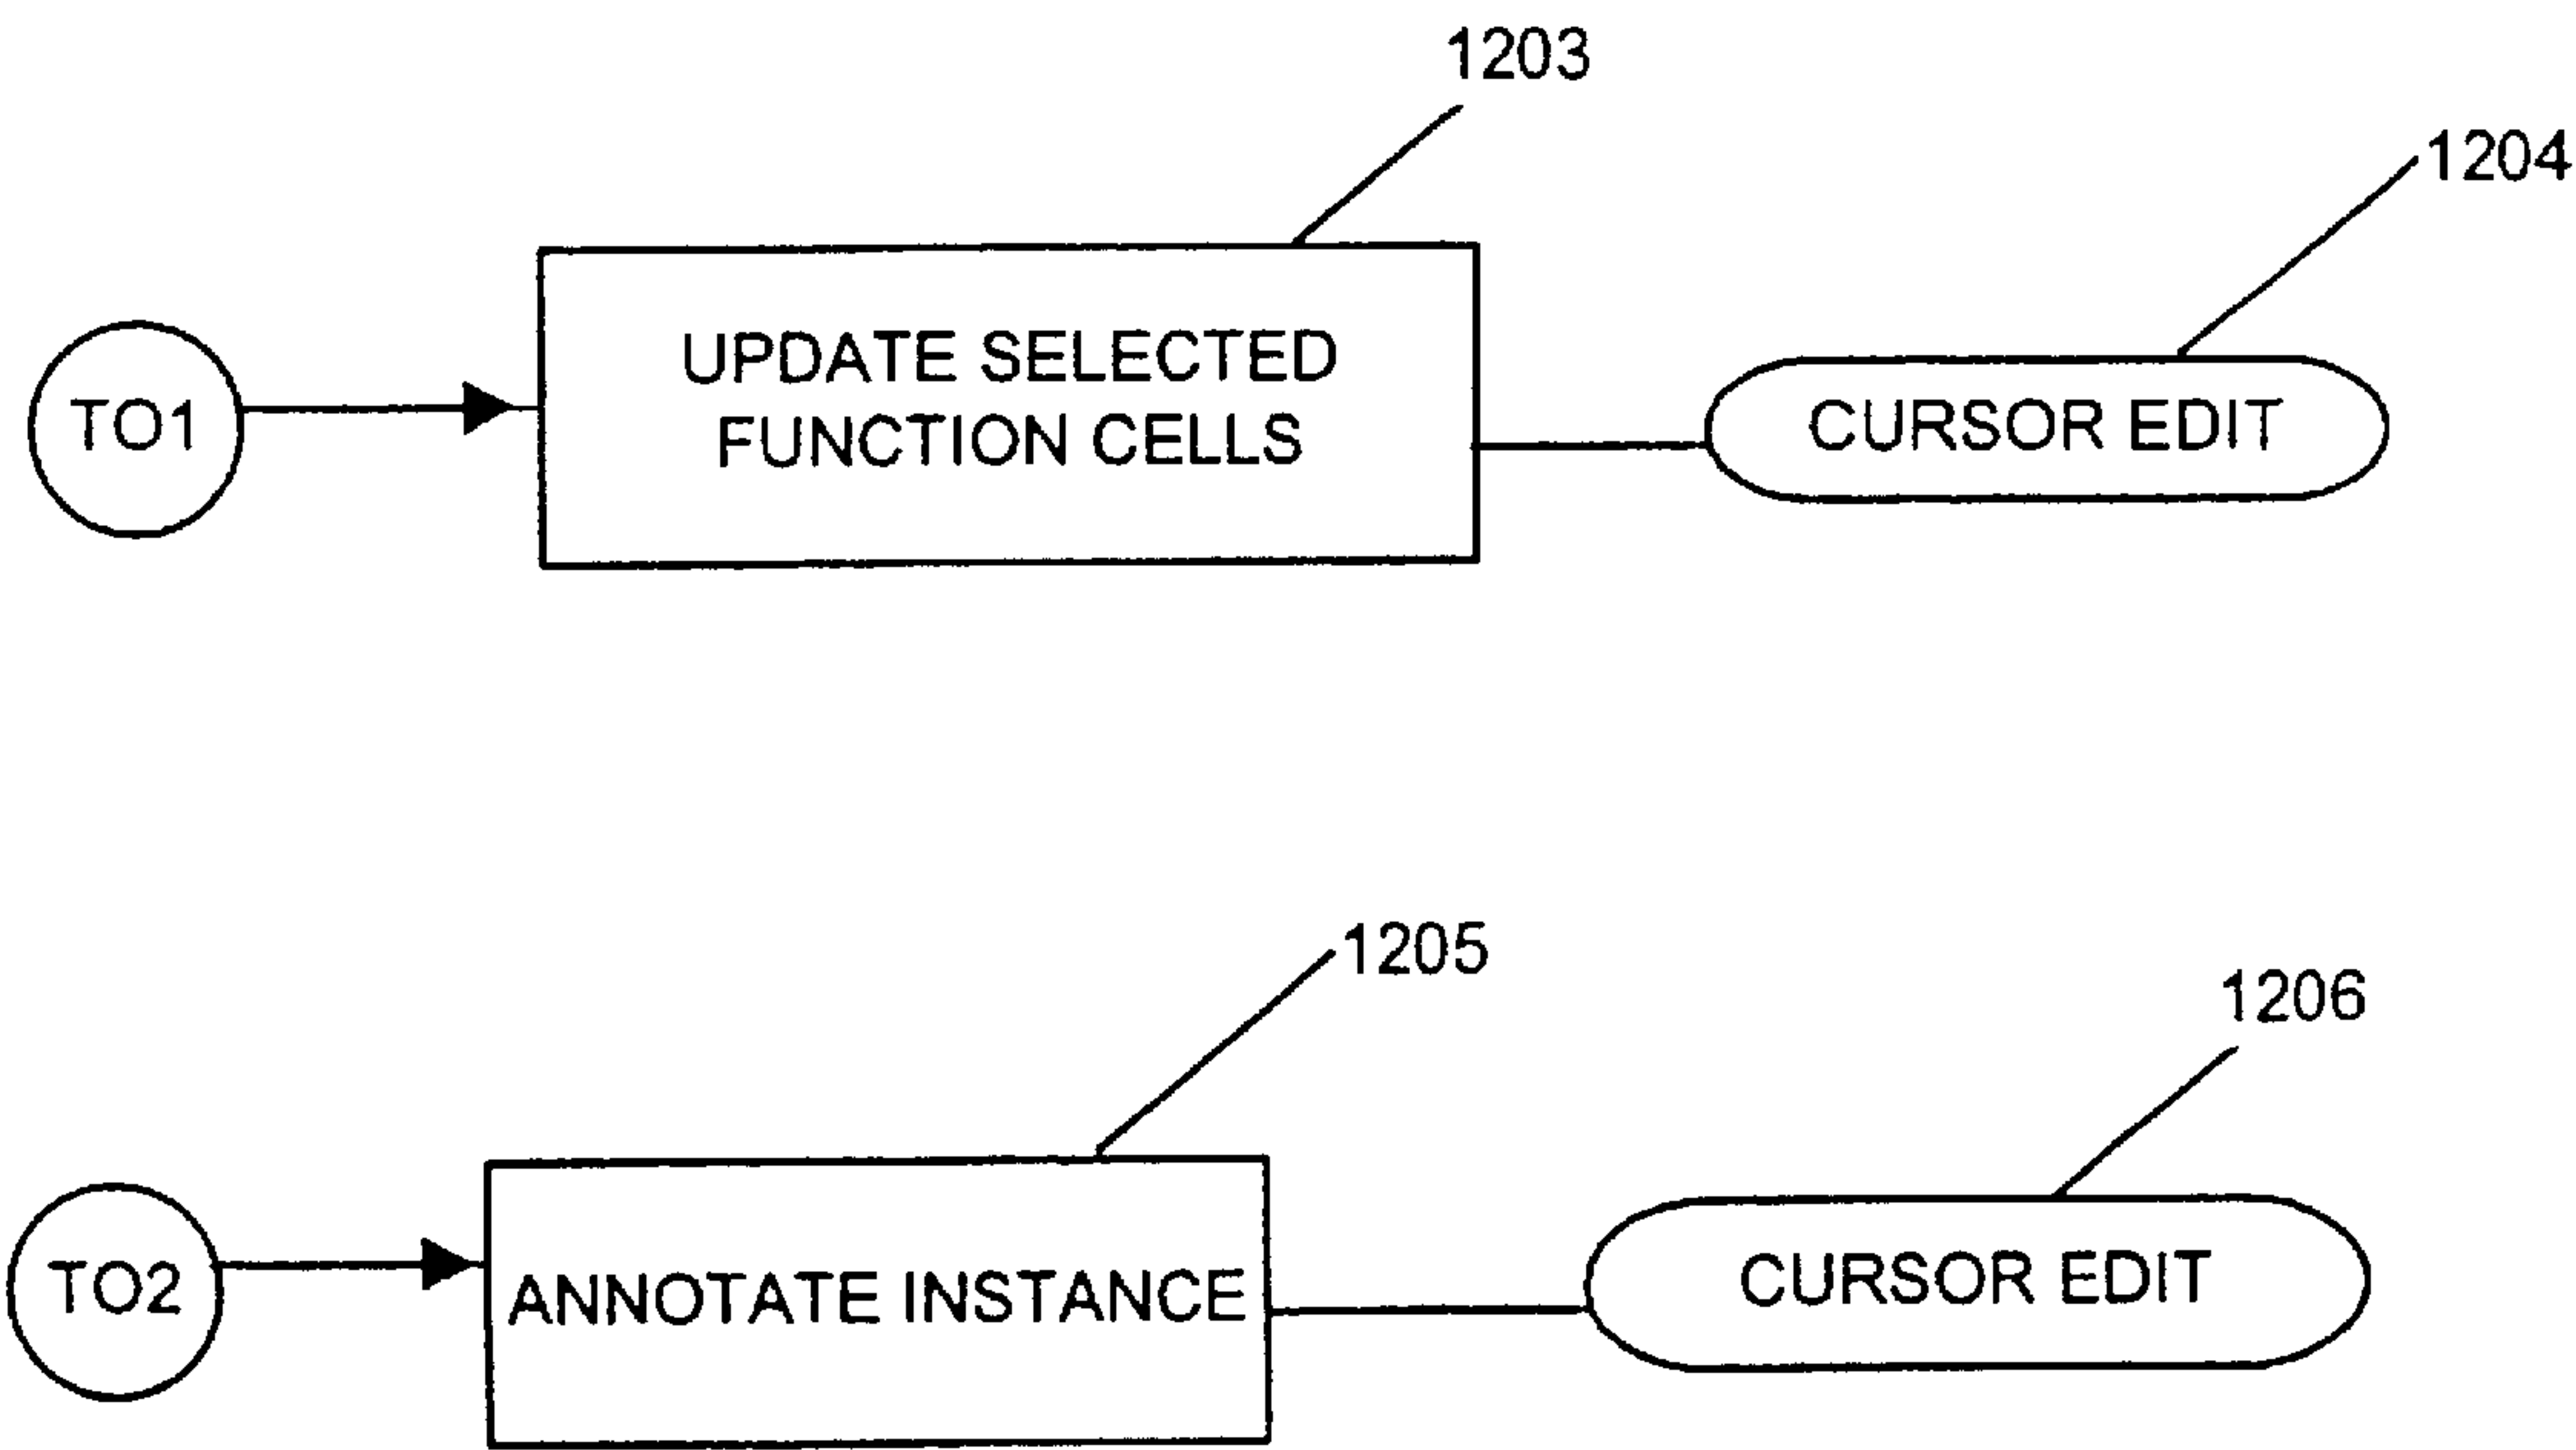 1203
1204
TO1
UPDATE SELECTED
FUNCTION CELLS
CURSOR EDIT
1205
1206
TO2
ANNOTATE INSTANCE
CURSOR EDIT